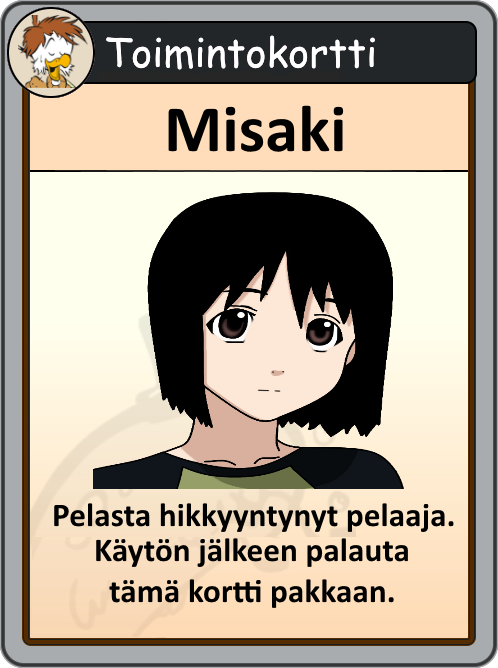 Toimintokortti
Misaki
Pelasta hikkyyntynyt pelaaja.
Käytön jälkeen palauta
tämä kortti pakkaan.